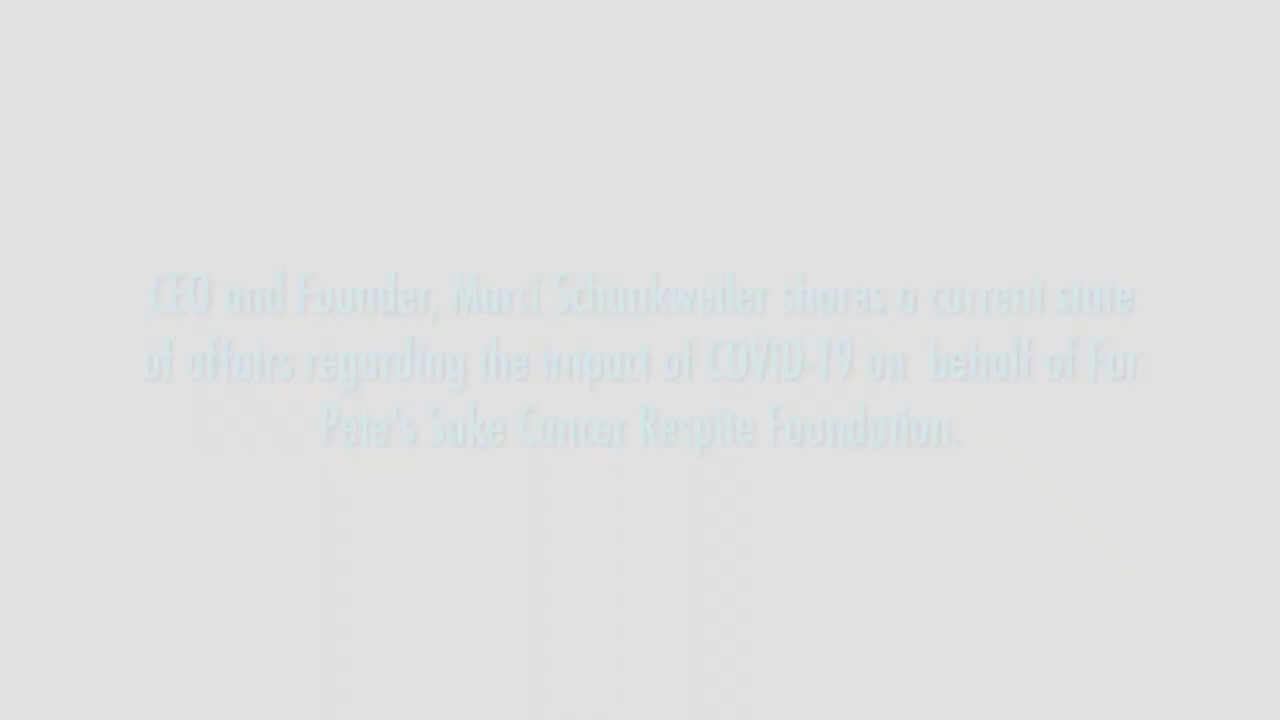 CEO and Founder, Marci Schankweiler shares a current state
of affairs regarding the impact of COVID-19 on behalf of For
Pete's Sake Cancer Respite Foundation.